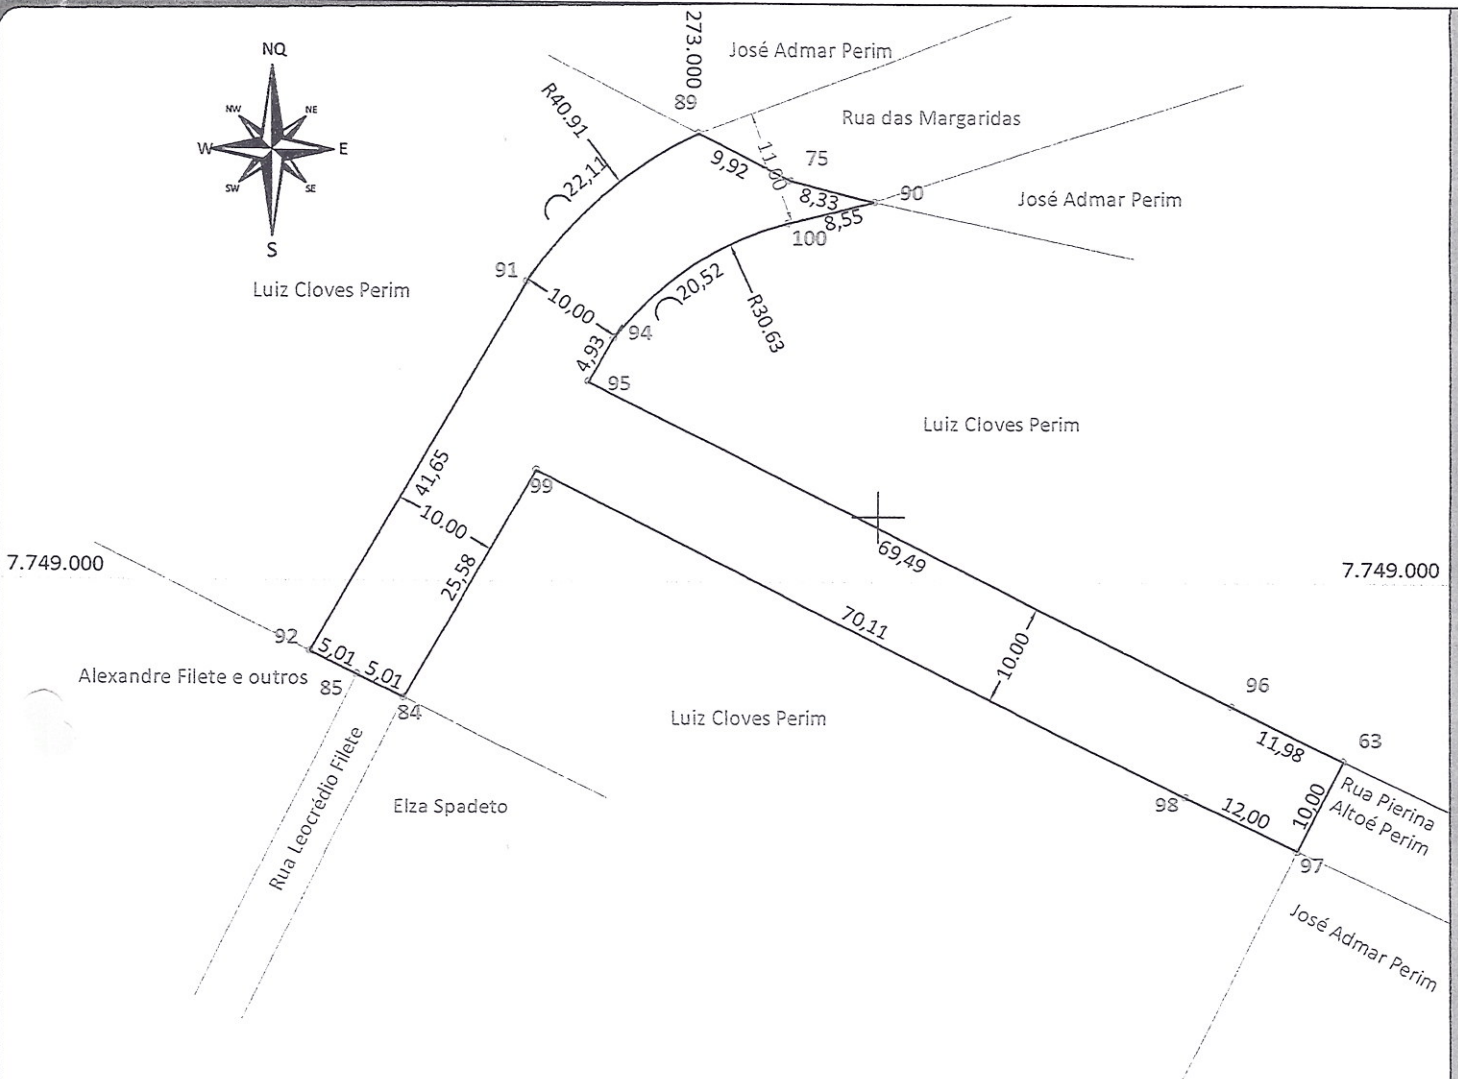 273.000
José Admar Perim
NQ
NW
NE
W
E
SW
SE
S
89
R40.91
Rua das Margaridas
9,92
11,00
75
22,11
8,33
90
José Admar Perim
8,55
100
91
Luiz Cloves Perim
10,00
20,52
R30.63
94
4,93
95
Luiz Cloves Perim
41,65
99
10.00
69,49
7.749.000
7.749.000
25,58
70,11
10.00
92
5,01
5,01
Alexandre Filete e outros
85
84
96
Luiz Cloves Perim
11,98
63
Rua Leocrédio Filete
Elza Spadeto
98
12,00
10,00
Rua Pierina
Altoé Perim
97
José Admar Perim